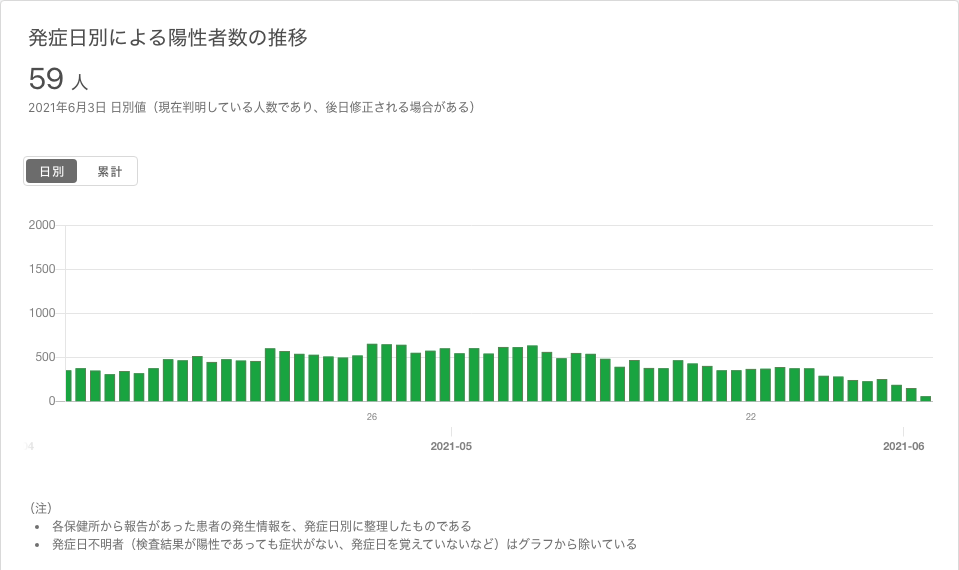 発症日別による陽性者数の推移
59 人
2021年6月3日 日別値（現在判明している人数であり、後日修正される場合がある）
日別 累計
2000
1500
1000
500
0
26 22
2021-05 2021-06
（注）
• 各保健所から報告があった患者の発生情報を、発症日別に整理したものである
• 発症日不明者（検査結果が陽性であっても症状がない、発症日を覚えていないなど）はグラフから除いている